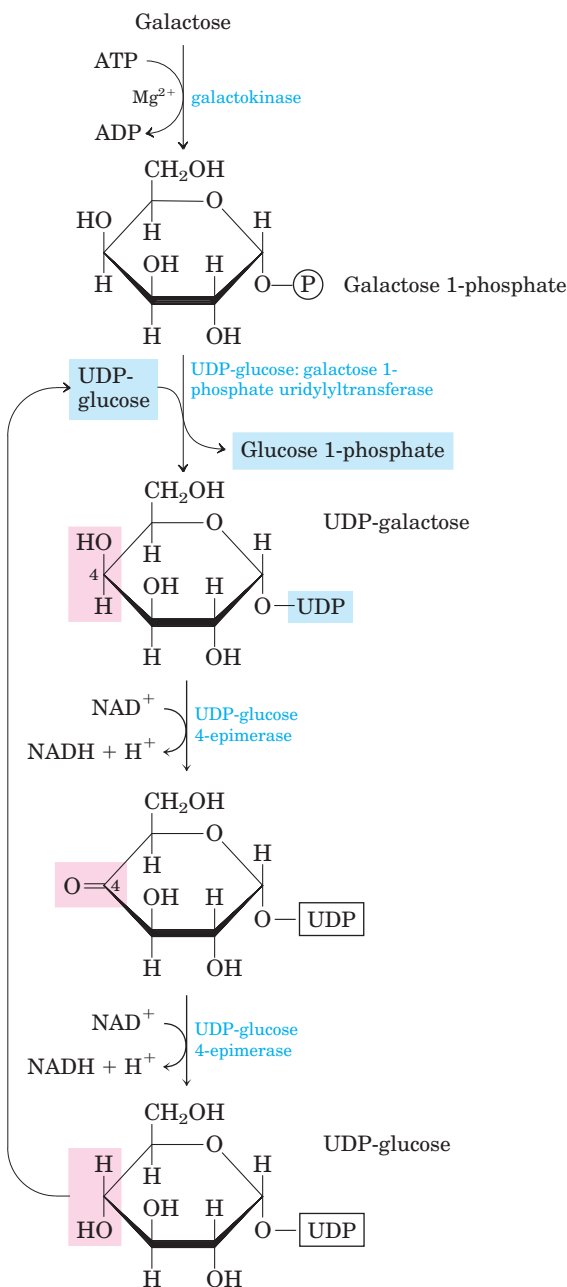 Galactose
ATP
Mg2+ galactokinase
ADP
CH2OH
HO O H
H
OH H
H O P Galactose 1-phosphate
H OH
UDP-glucose: galactose 1-
phosphate uridylyltransferase
UDP-
glucose
Glucose 1-phosphate
CH2OH
UDP-galactose
HO O H
H
4 OH H
H O UDP
H OH
NAD+
UDP-glucose
4-epimerase
NADH + H+
CH2OH
O
H H
O 4 OH H
O UDP
H OH
NAD+
UDP-glucose
4-epimerase
NADH + H+
CH2OH
UDP-glucose
O
H H H
OH H
HO O UDP
H OH